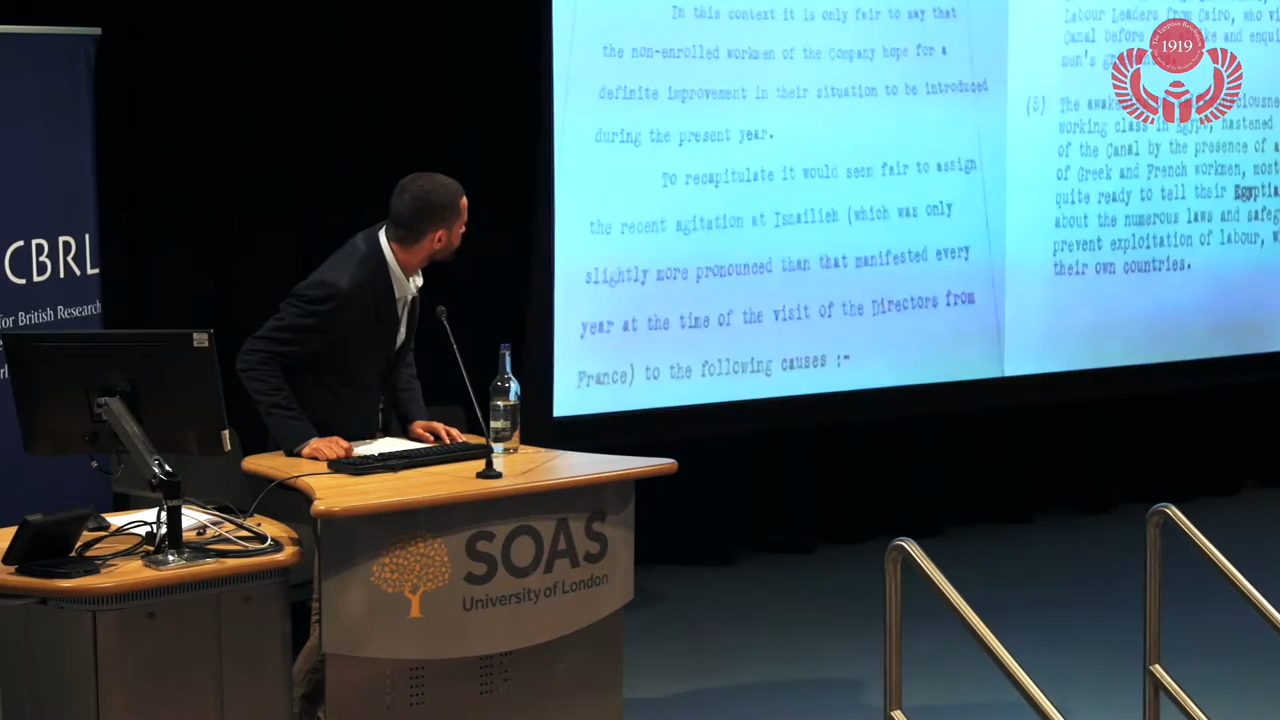 In this context it is only fair to say that
the non-enrolled workmen of the Company hope for a
definite improvement in their situation to be introduced
during the present year.
To recapitulate it would seem fair to assign
the recent agitation at Ismailieh (which was only
slightly more pronounced than that manifested every
year at the time of the visit of the Directors from
France) to the following causes :-
Labour Leaders from Cairo, who
Canal before and
men's
(5) The
working class in Egypt, hastened
of the Canal by the presence of
of Greek and French workmen, most
quite ready to tell their
about the numerous laws and
prevent exploitation of labour,
their own countries.
The Egyptian Revolution
1919
CBRL
for British Research
SOAS
University of London